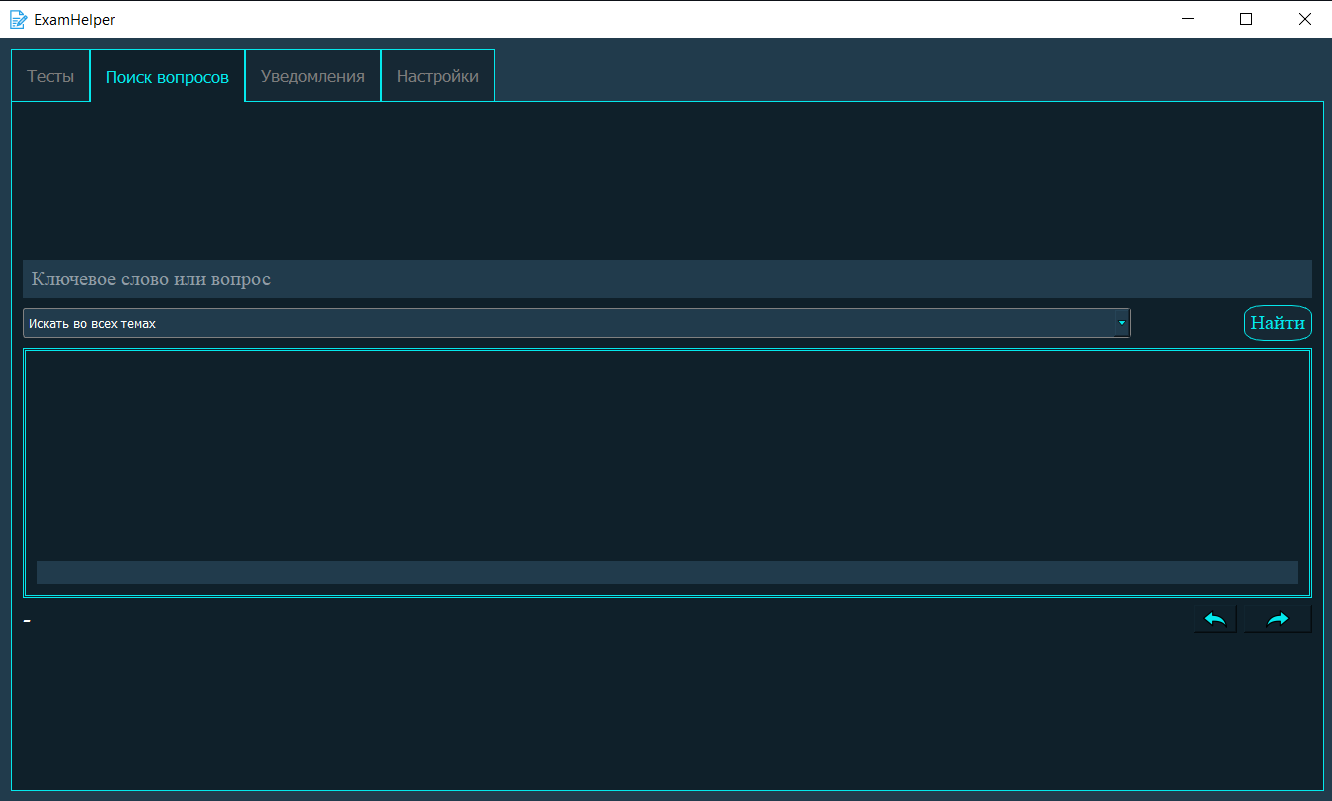 ExamHelper
Тесты Поиск вопросов Уведомления Настройки
Ключевое слово или вопрос
Искать во всех темах Найти
-